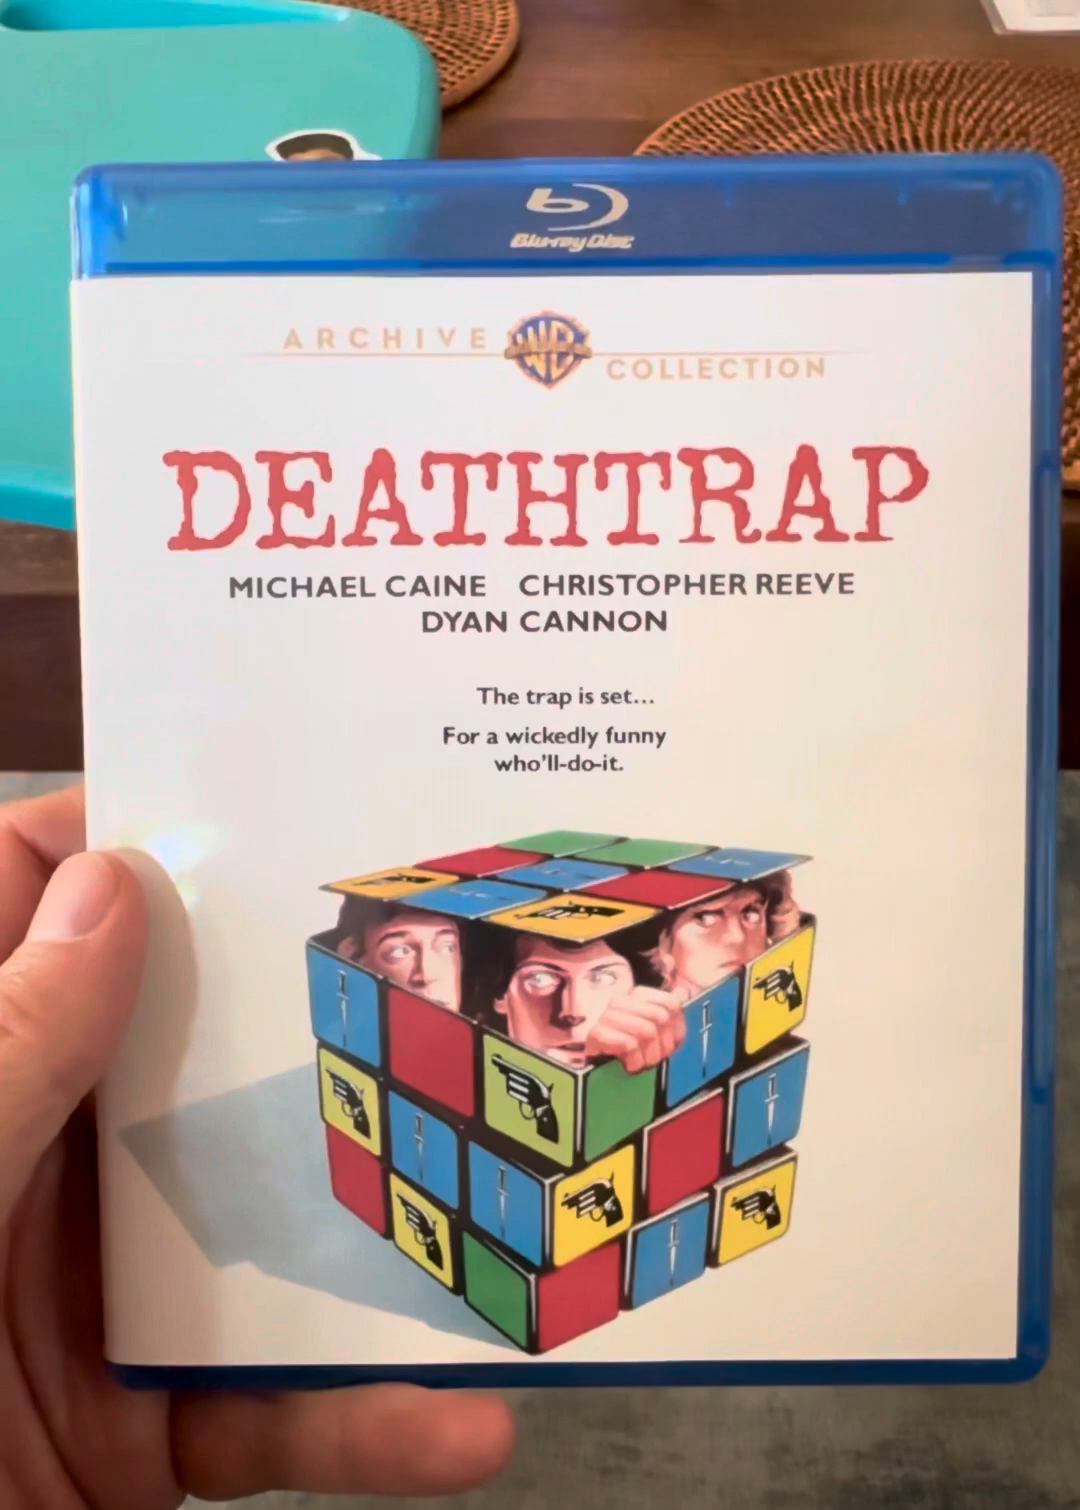 Blu-ray Disc
ARCHIVE WB COLLECTION
DEATHTRAP
MICHAEL CAINE CHRISTOPHER REEVE
DYAN CANNON
The trap is set...
For a wickedly funny
who'll-do-it.